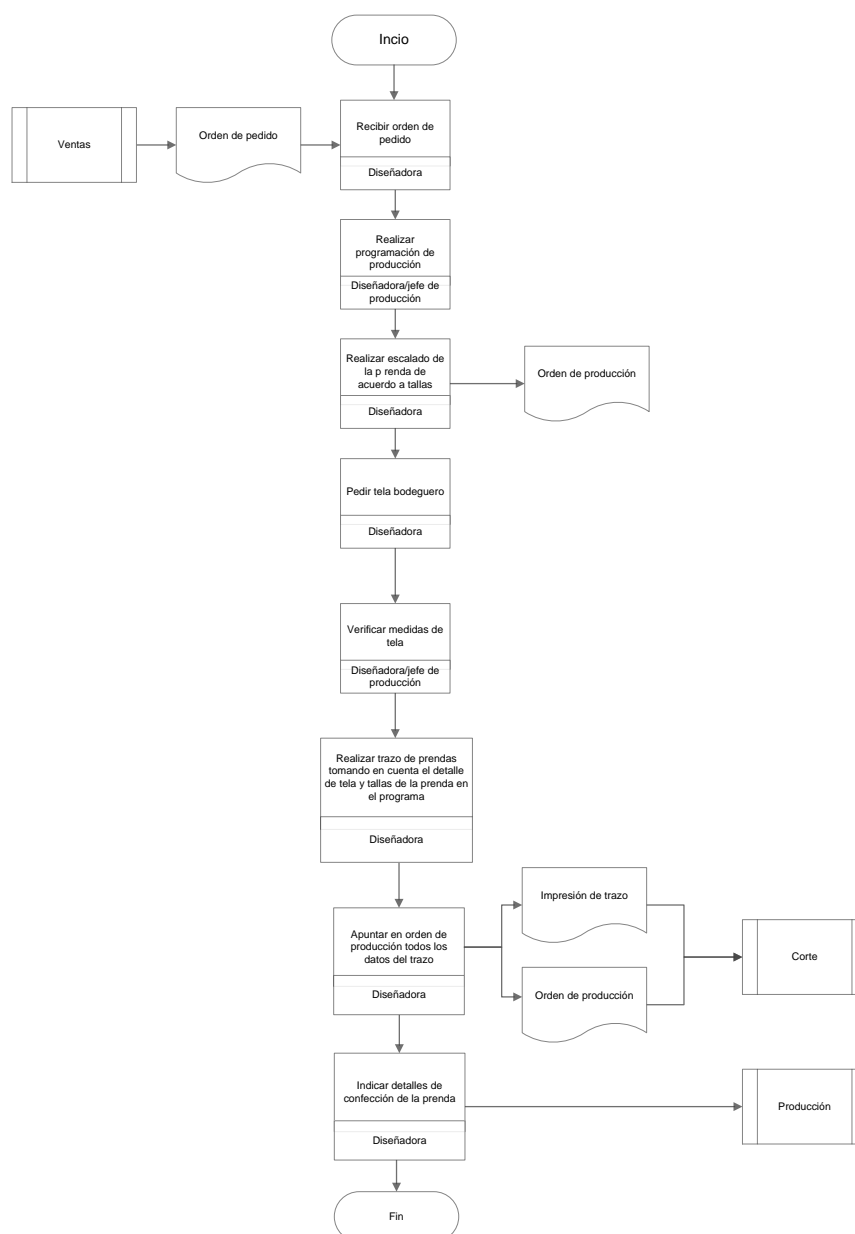 Incio
Ventas
Orden de pedido
Recibir orden de
pedido
Diseñadora
Realizar
programación de
producción
Diseñadora/jefe de
producción
Realizar escalado de
la p renda de
acuerdo a tallas
Diseñadora
Orden de producción
Pedir tela bodeguero
Diseñadora
Verificar medidas de
tela
Diseñadora/jefe de
producción
Realizar trazo de prendas
tomando en cuenta el detalle
de tela y tallas de la prenda en
el programa
Diseñadora
Apuntar en orden de
producción todos los
datos del trazo
Diseñadora
Impresión de trazo
Orden de producción
Corte
Indicar detalles de
confección de la prenda
Diseñadora
Producción
Fin